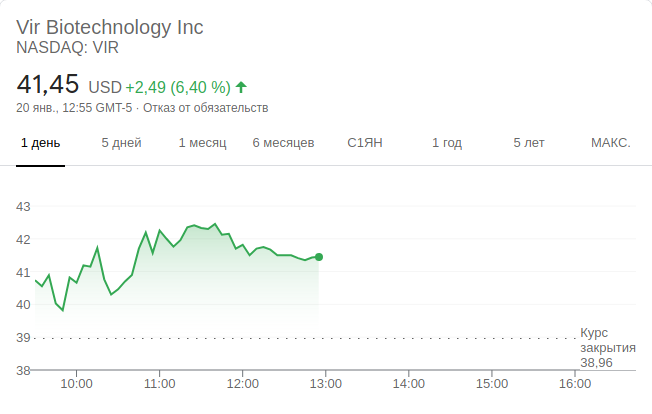 Vir Biotechnology Inc
NASDAQ: VIR
41,45 USD +2,49 (6,40 %)
20 янв., 12:55 GMT-5 · Отказ от обязательств
1 день 5 дней 1 месяц 6 месяцев С1ЯН 1 год 5 лет МАКС.
43
42
41
40
39
38
Курс
закрытия
38,96
10:00 11:00 12:00 13:00 14:00 15:00 16:00